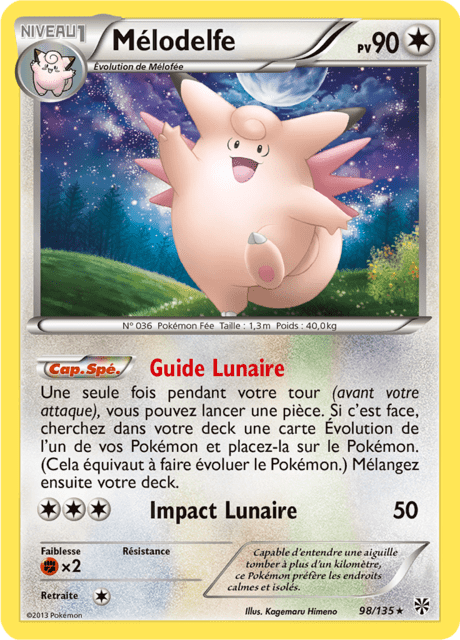 NIVEAU 1
Mélodelfe
PV 90
Évolution de Mélofée
N° 036 Pokémon Fée Taille : 1,3m Poids : 40,0kg
Cap.Spé. Guide Lunaire
Une seule fois pendant votre tour (avant votre
attaque), vous pouvez lancer une pièce. Si c'est face,
cherchez dans votre deck une carte Évolution de
l'un de vos Pokémon et placez-la sur le Pokémon.
(Cela équivaut à faire évoluer le Pokémon.) Mélangez
ensuite votre deck.
Impact Lunaire 50
Faiblesse Résistance
×2
Retraite
Capable d'entendre une aiguille
tomber à plus d'un kilomètre,
ce Pokémon préfère les endroits
calmes et isolés.
©2013 Pokémon
Illus. Kagemaru Himeno
98/135 ★